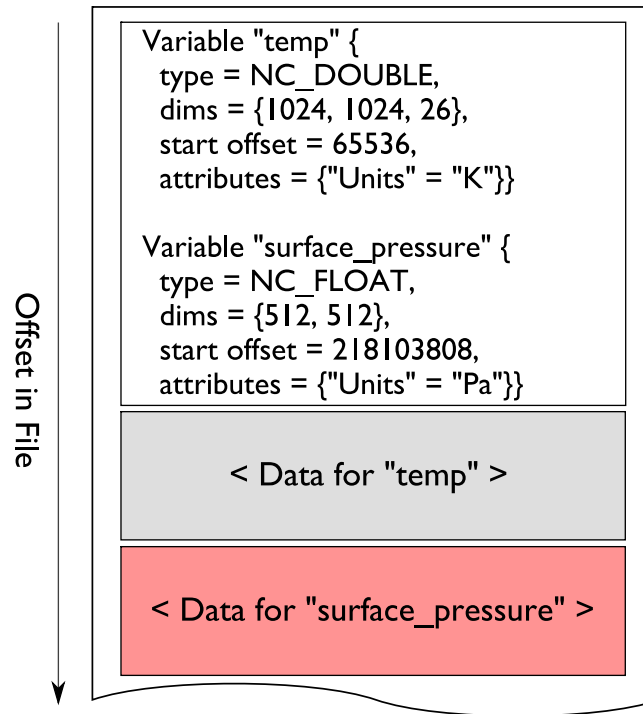 Variable "temp" {
type = NC_DOUBLE,
dims = {1024, 1024, 26},
start offset = 65536,
attributes = {"Units" = "K"}}
Variable "surface_pressure" {
type = NC_FLOAT,
dims = {512, 512},
start offset = 218103808,
attributes = {"Units" = "Pa"}}
Offset in File
< Data for "temp" >
< Data for "surface_pressure" >